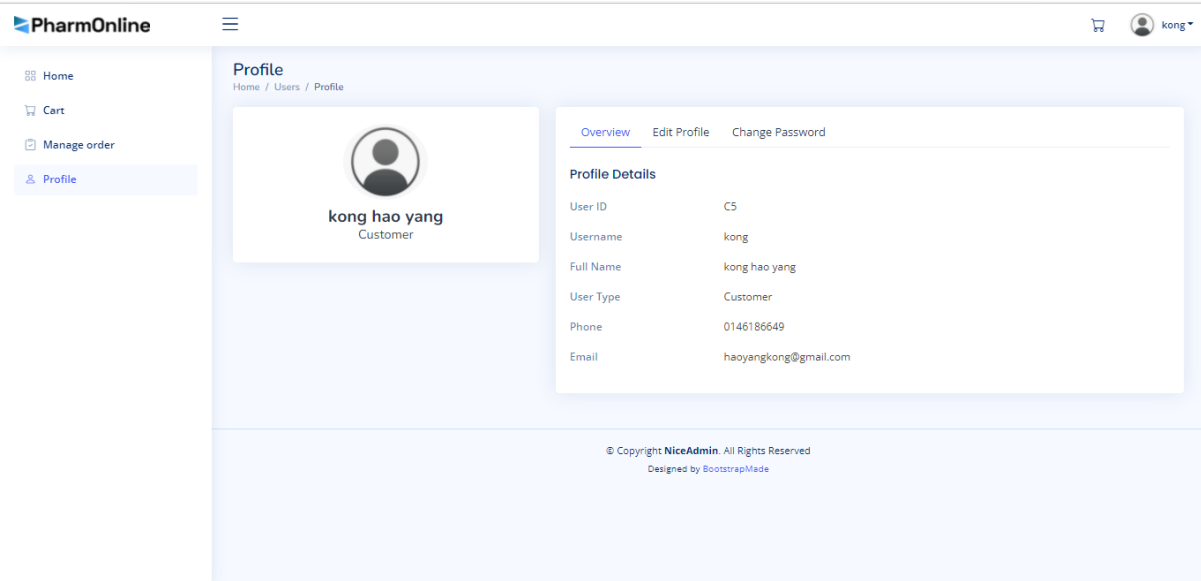 PharmOnline
kong
Home
Cart
Manage order
Profile
Profile
Home / Users / Profile
kong hao yang
Customer
Overview Edit Profile Change Password
Profile Details
User ID C5
Username kong
Full Name kong hao yang
User Type Customer
Phone 0146186649
Email haoyangkong@gmail.com
© Copyright NiceAdmin. All Rights Reserved
Designed by BootstrapMade